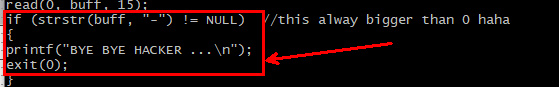 read(0, buff, 15);
if (strstr(buff, "-") != NULL)  //this alway bigger than 0 haha
{
printf("BYE BYE HACKER ...\n");
exit(0);
}